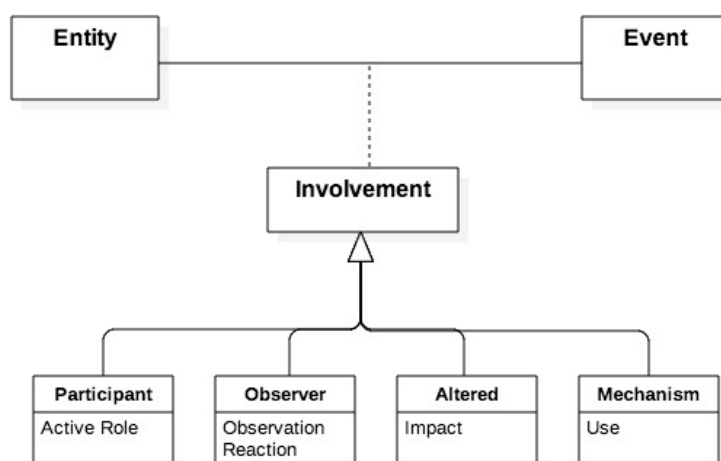 Entity
Event
Involvement
Participant
Active Role
Observer
Observation
Reaction
Altered
Impact
Mechanism
Use